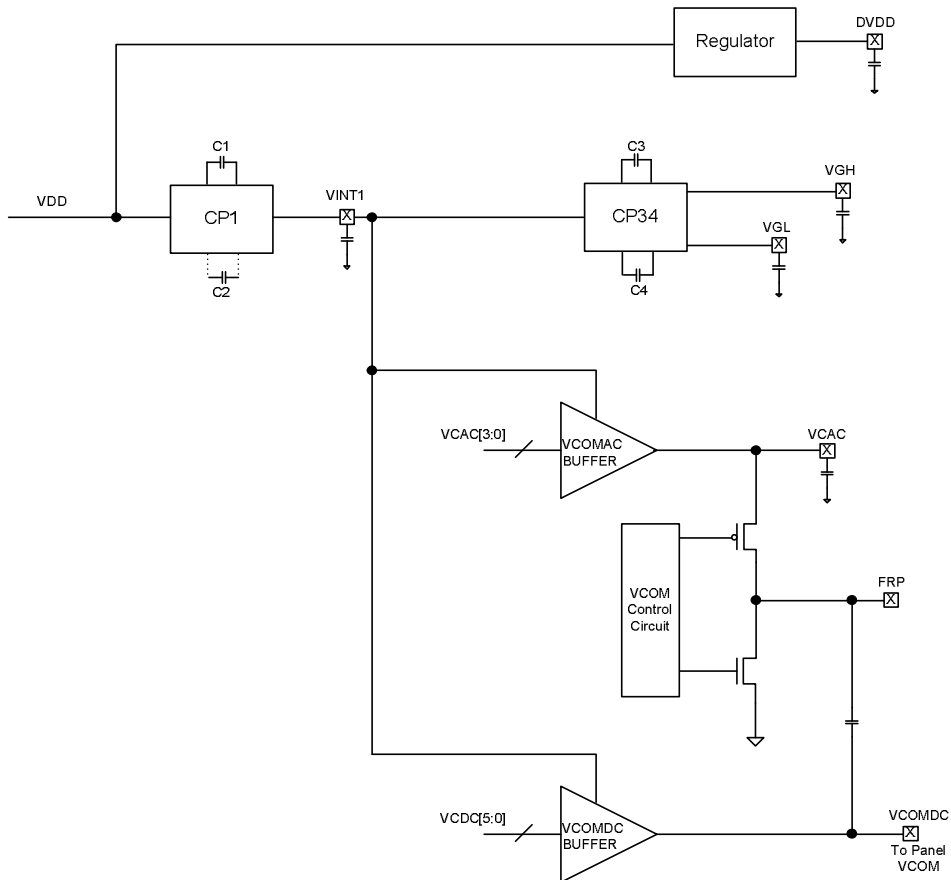 DVDD
Regulator
X
C1
C3
VDD
VINT1
VGH
CP1
X
CP34
X
VGL
X
C2
C4
VCAC[3:0]
VCOMAC
BUFFER
VCAC
X
VCOM
Control
Circuit
FRP
X
VCDC[5:0]
VCOMDC
BUFFER
VCOMDC
X
To Panel
VCOM